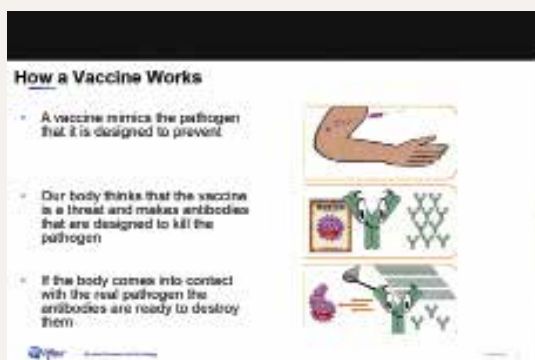 How a Vaccine Works
• A vaccine mimics the pathogen
that it is designed to prevent
• Our body thinks that the vaccine
is a threat and makes antibodies
that are designed to kill the
pathogen
• If the body comes into contact
with the real pathogen the
antibodies are ready to destroy
them